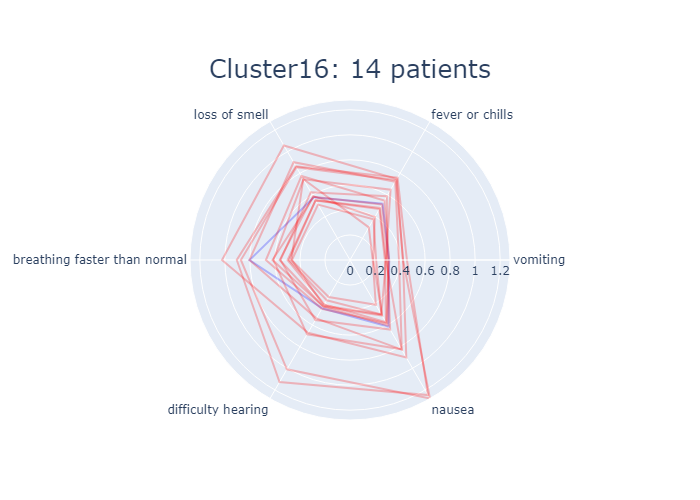 Cluster16: 14 patients
loss of smell
fever or chills
breathing faster than normal
vomiting
0 0.2 0.4 0.6 0.8 1 1.2
difficulty hearing
nausea